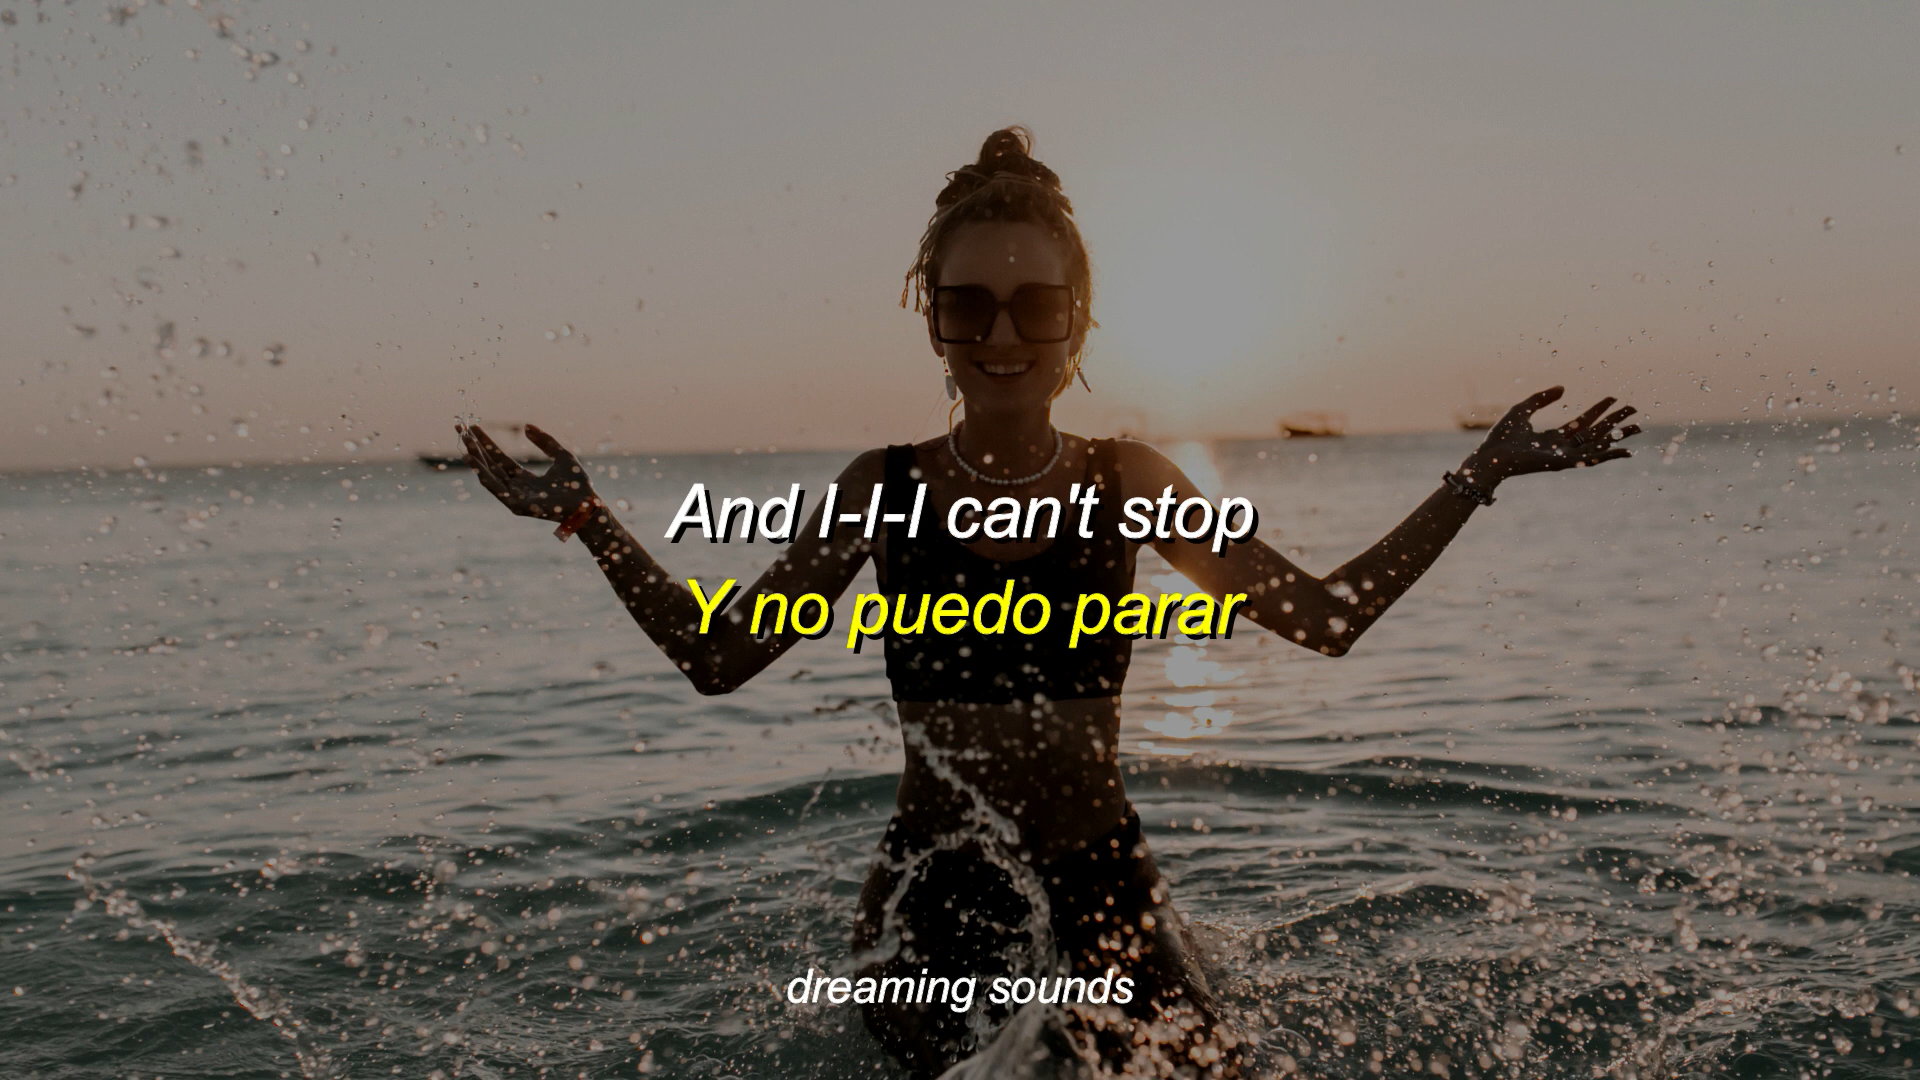 And I-I-I can't stop
Y no puedo parar
dreaming sounds